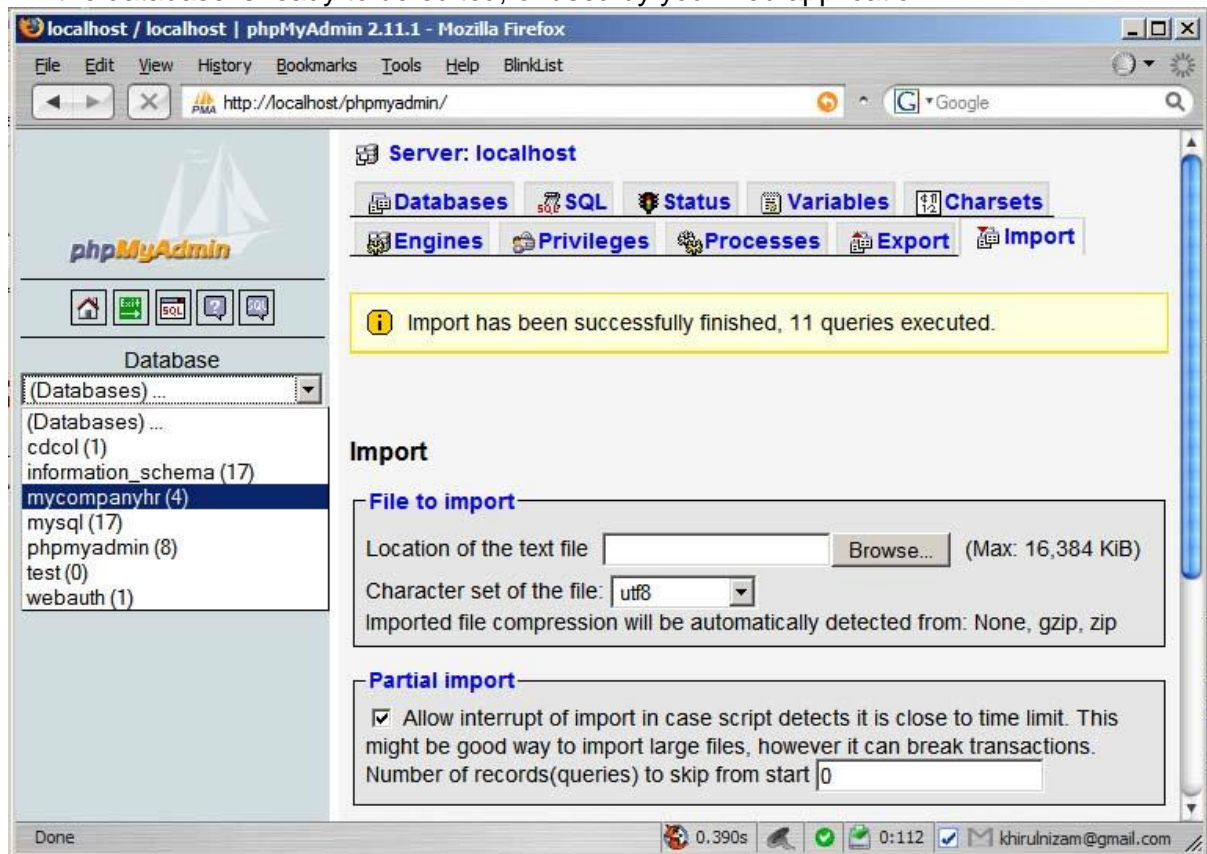 localhost / localhost | phpMyAdmin 2.11.1 - Mozilla Firefox
File Edit View History Bookmarks Tools Help BlinkList
http://localhost/phpmyadmin/
Google
phpMyAdmin
Database
(Databases) ...
(Databases) ...
cdcol (1)
information_schema (17)
mycompanyhr (4)
mysql (17)
phpmyadmin (8)
test (0)
webauth (1)
Server: localhost
Databases SQL Status Variables Charsets
Engines Privileges Processes Export Import
Import has been successfully finished, 11 queries executed.
Import
File to import
Location of the text file Browse... (Max: 16,384 KiB)
Character set of the file: utf8
Imported file compression will be automatically detected from: None, gzip, zip
Partial import
Allow interrupt of import in case script detects it is close to time limit. This
might be good way to import large files, however it can break transactions.
Number of records(queries) to skip from start 0
Done 0.390s 0:112 khirulnizam@gmail.com